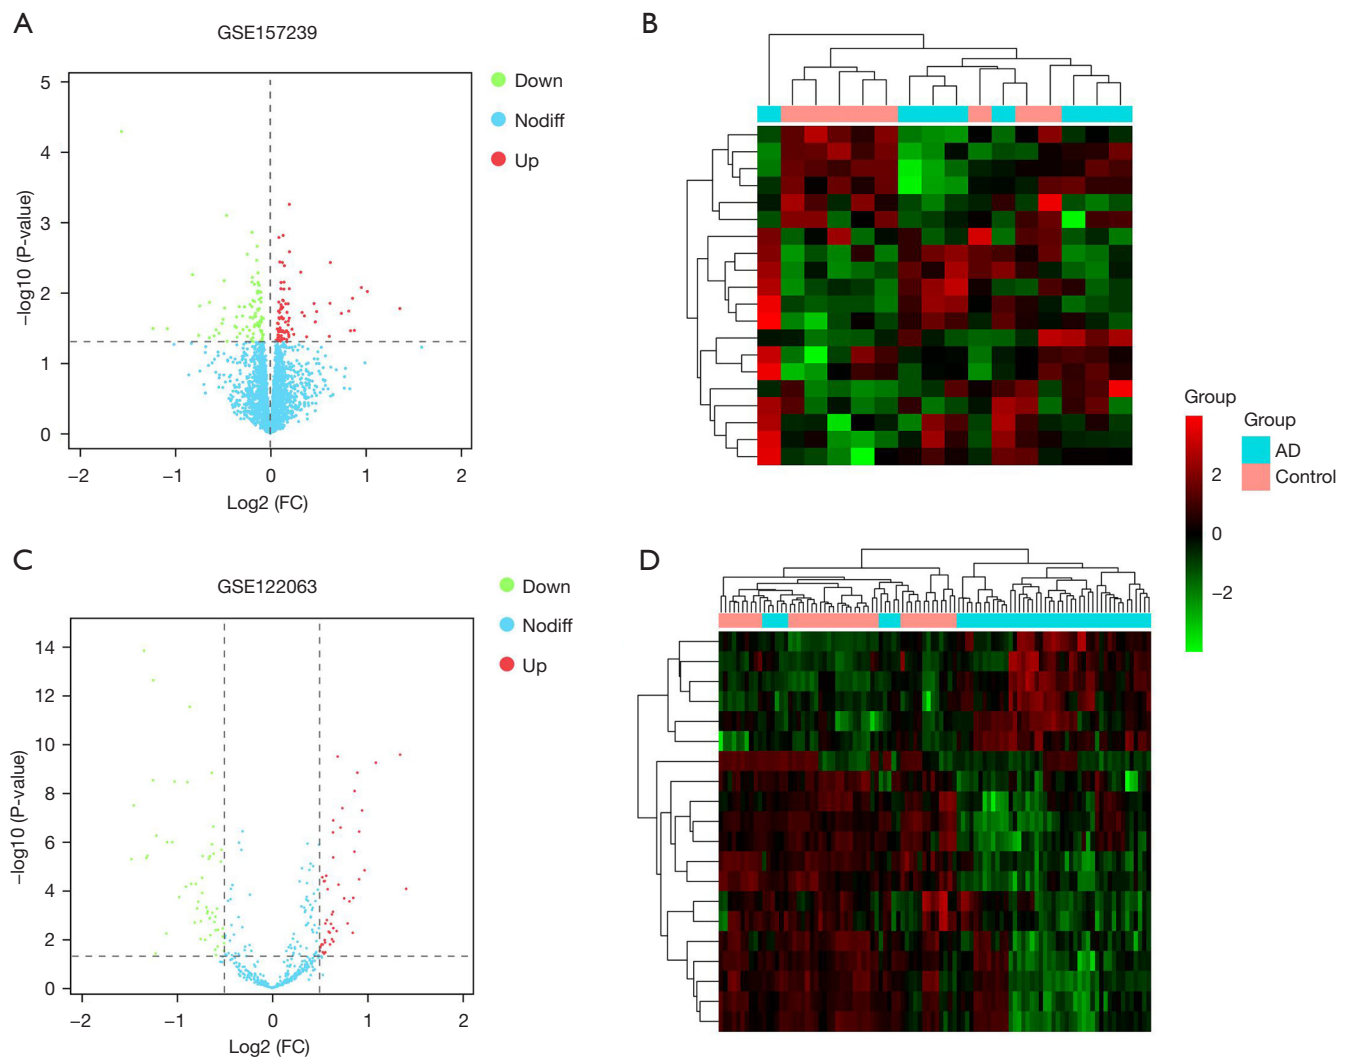 A
GSE157239
5
4
3
2
1
0
−log10 (P-value)
−2
−1
0
1
2
Log2 (FC)
Down
Nodiff
Up
B
Group
2
0
−2
Group
AD
Control
C
GSE122063
14
12
10
8
6
4
2
0
−log10 (P-value)
−2
−1
0
1
2
Log2 (FC)
Down
Nodiff
Up
D